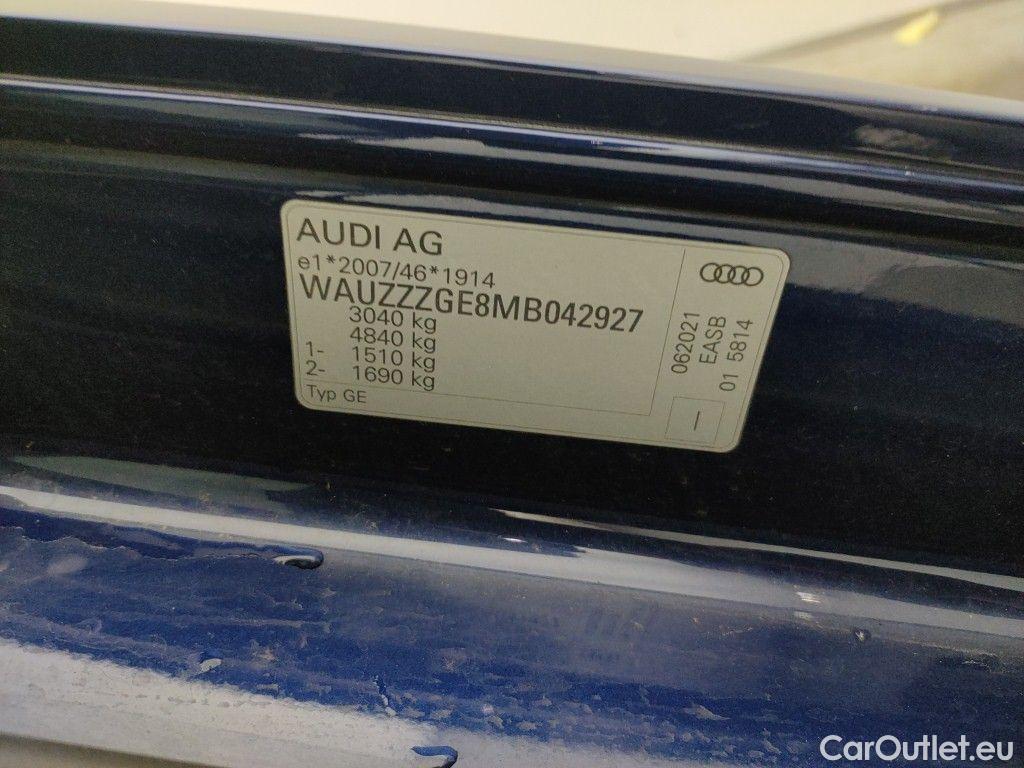 AUDI AG
e1*2007/46*1914
WAUZZZGE8MB042927
3040 kg
4840 kg
1- 1510 kg
2- 1690 kg
Typ GE
062021
EASB
01 5814
I
CarOutlet.eu